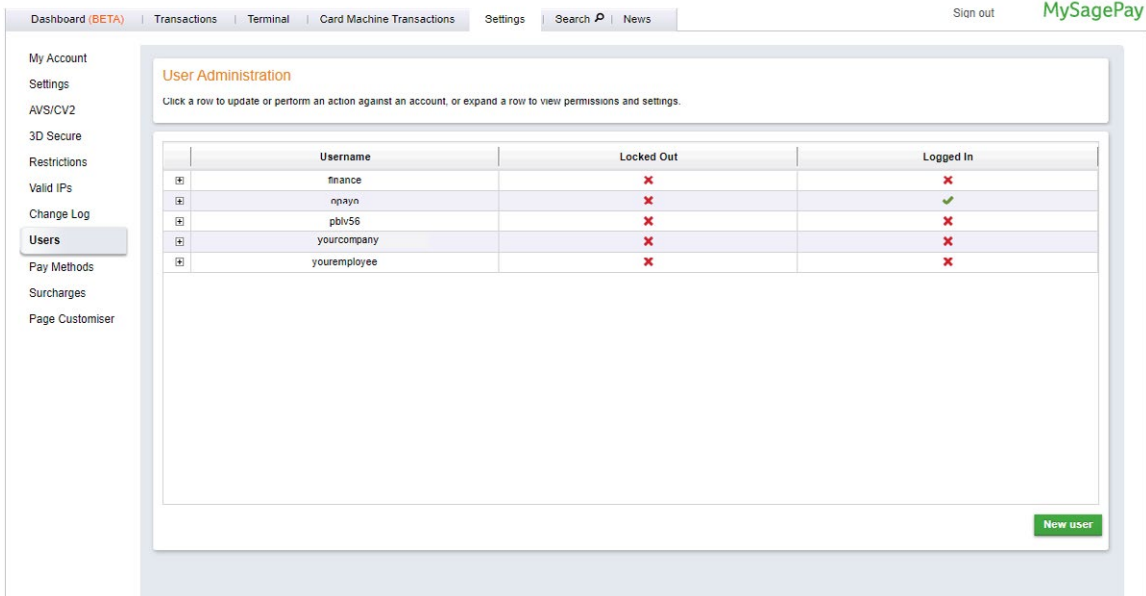 Dashboard (BETA) | Transactions | Terminal | Card Machine Transactions Settings | Search | News Sign out MySagePay
My Account
Settings
AVS/CV2
3D Secure
Restrictions
Valid IPs
Change Log
Users
Pay Methods
Surcharges
Page Customiser
User Administration
Click a row to update or perform an action against an account, or expand a row to view permissions and settings.
Username Locked Out Logged In
finance
opayo
pblv56
yourcompany
youremployee
New user